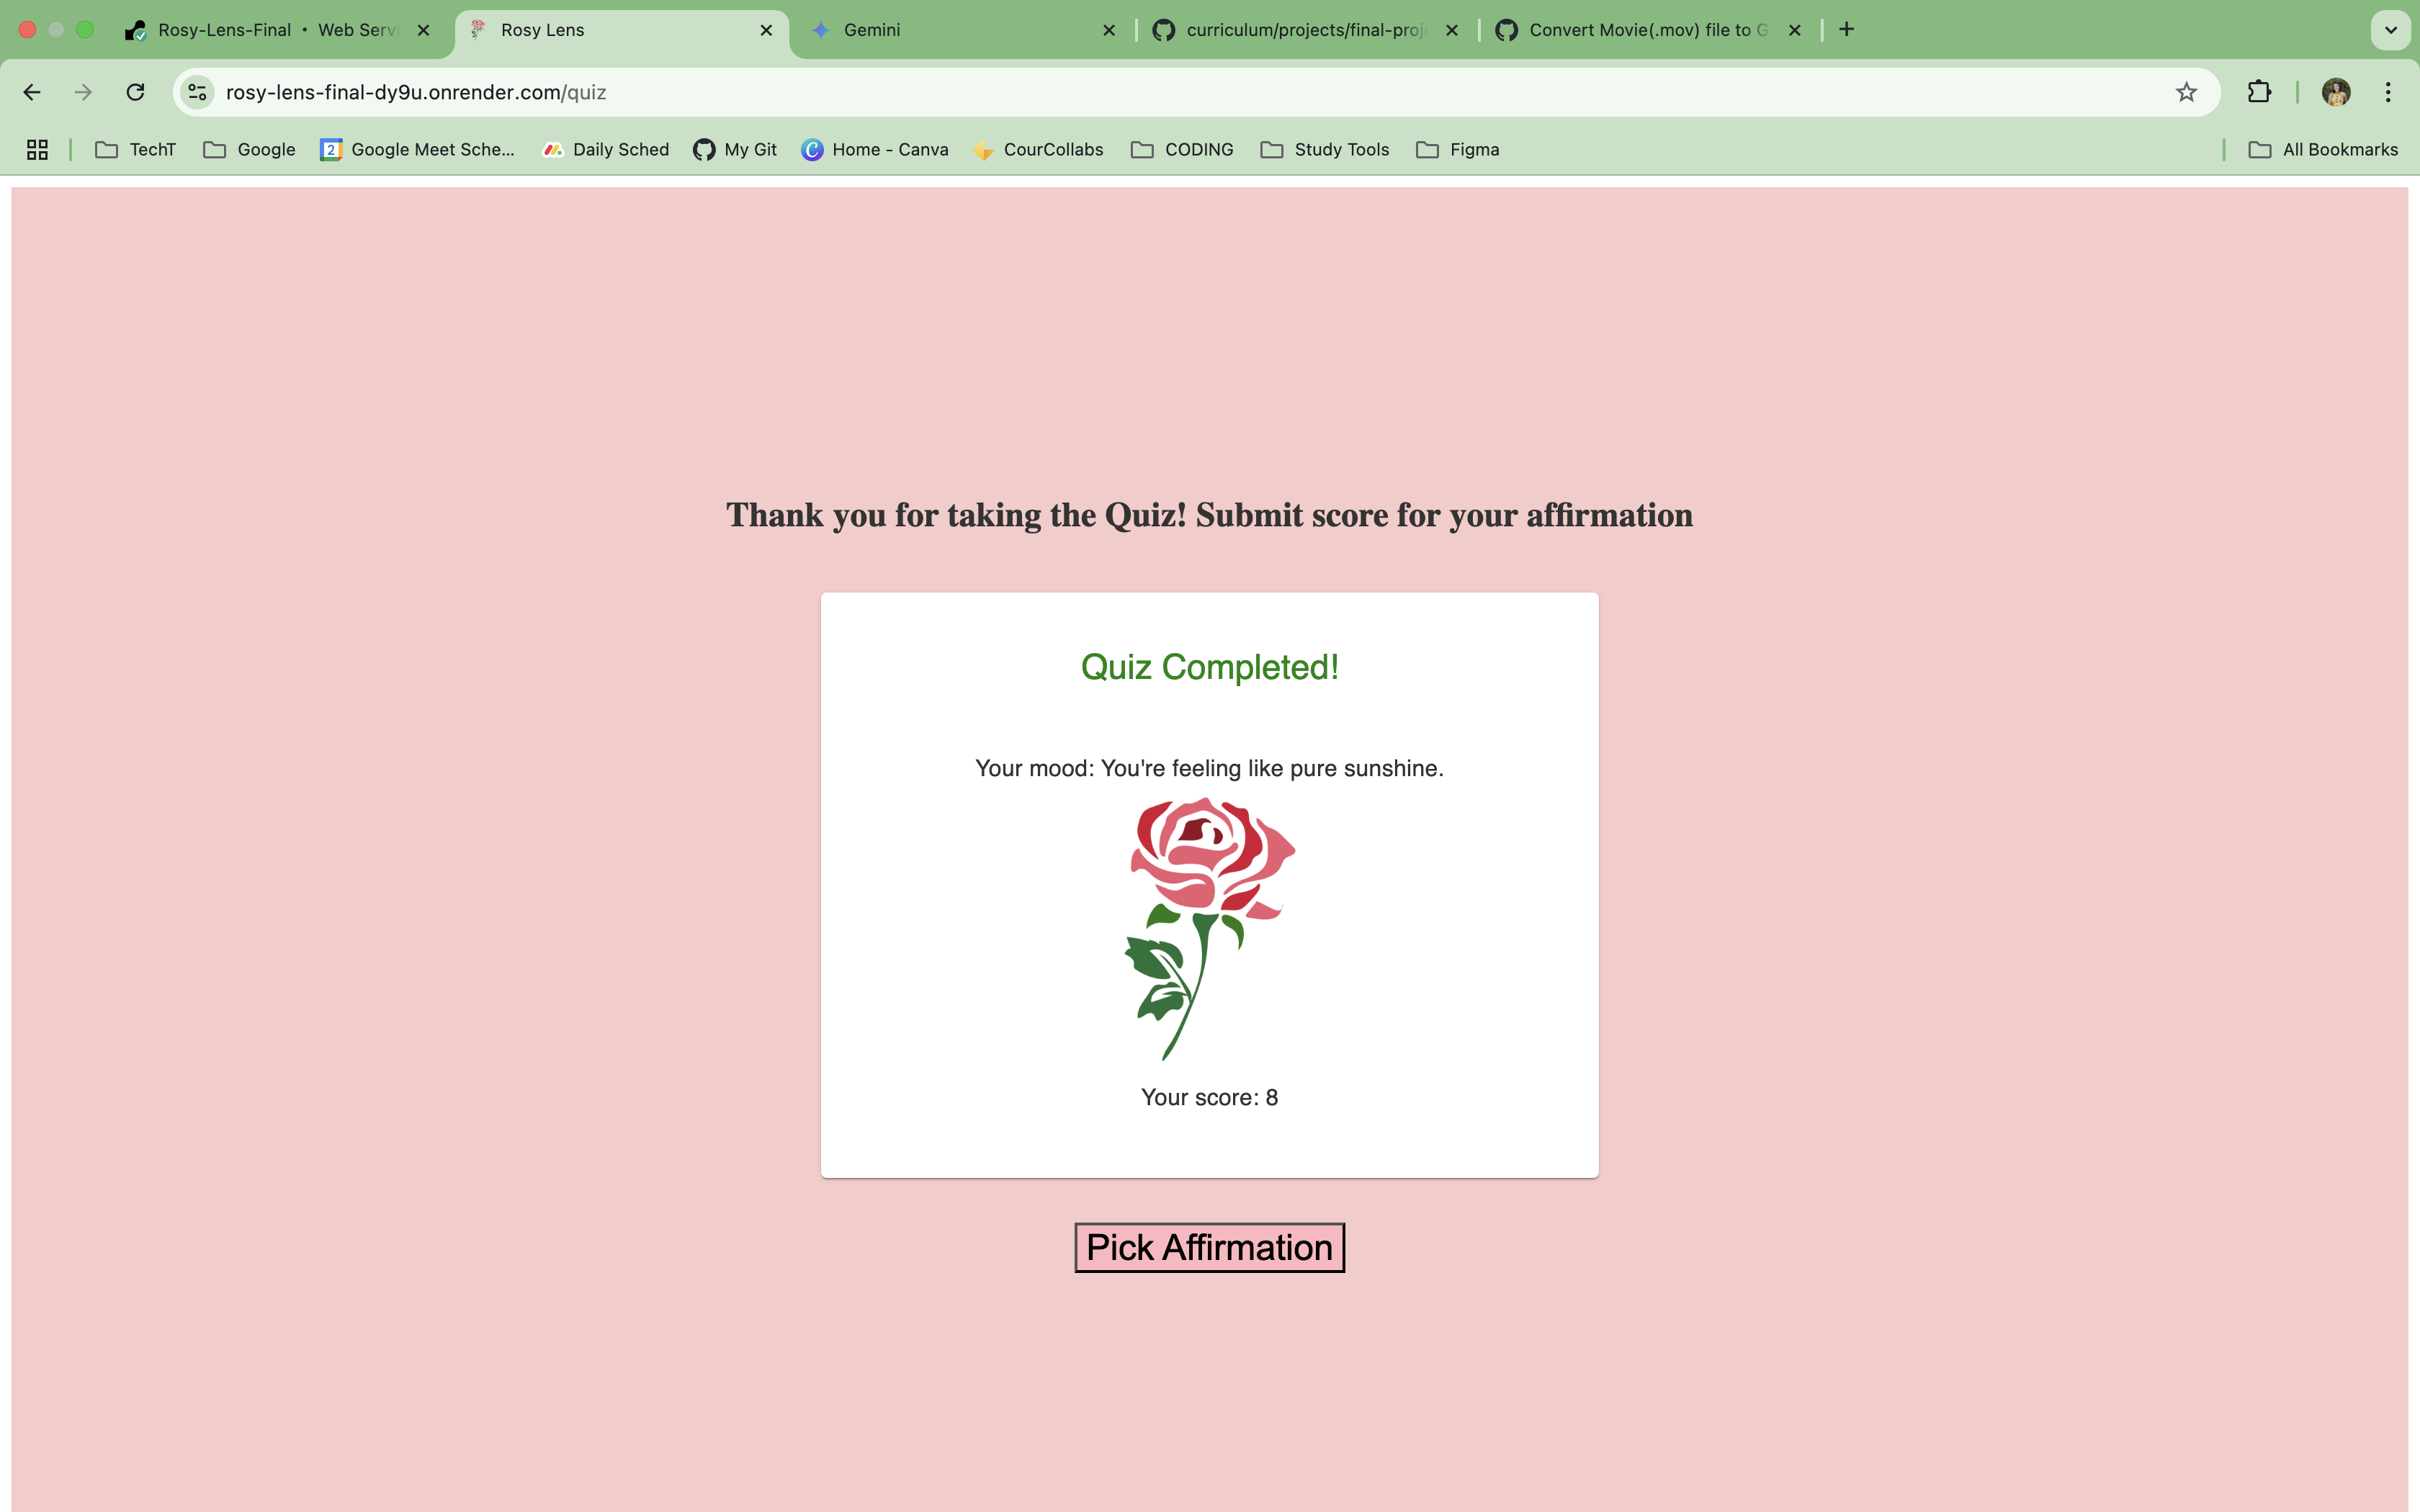 Rosy-Lens-Final • Web Serv
Rosy Lens
Gemini
curriculum/projects/final-proj
Convert Movie(.mov) file to G
rosy-lens-final-dy9u.onrender.com/quiz
TechT
Google
2
Google Meet Sche...
Daily Sched
My Git
C
Home - Canva
CourCollabs
CODING
Study Tools
Figma
All Bookmarks
Thank you for taking the Quiz! Submit score for your affirmation
Quiz Completed!
Your mood: You're feeling like pure sunshine.
Your score: 8
Pick Affirmation